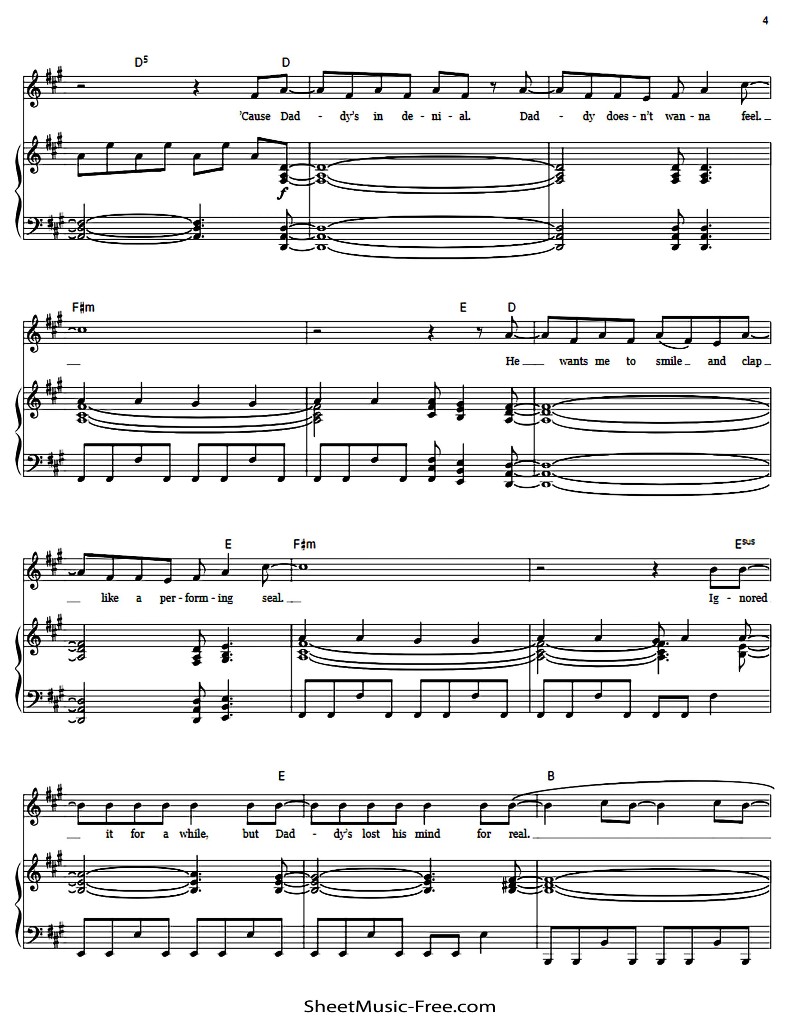 4
D5 D
'Cause Dad - dy's in de - ni - al. Dad - dy does - n't wan - na feel.
f
F#m E D
He wants me to smile and clap
E F#m Esus
like a per - form - ing seal. Ig - nored
E B
it for a while, but Dad - dy's lost his mind for real.
SheetMusic-Free.com